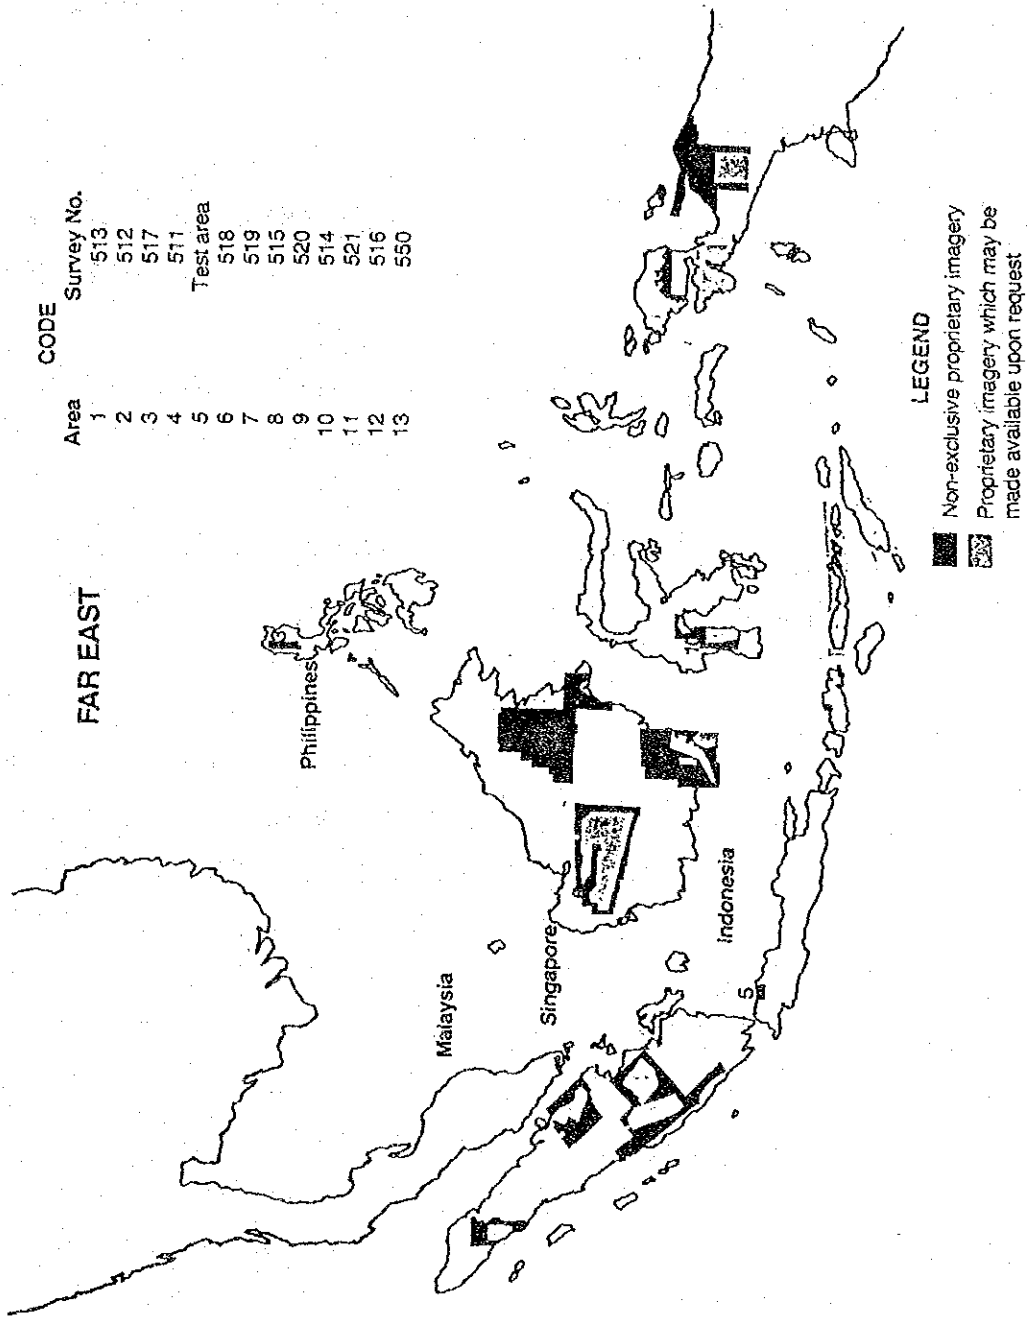 FAR EAST
CODE
Area Survey No.
1 513
2 512
3 517
4 511
5 Test area
6 518
7 519
8 515
9 520
10 514
11 521
12 516
13 550
Philippines
Malaysia
Singapore
Indonesia
5
LEGEND
Non-exclusive proprietary imagery
Proprietary imagery which may be
made available upon request